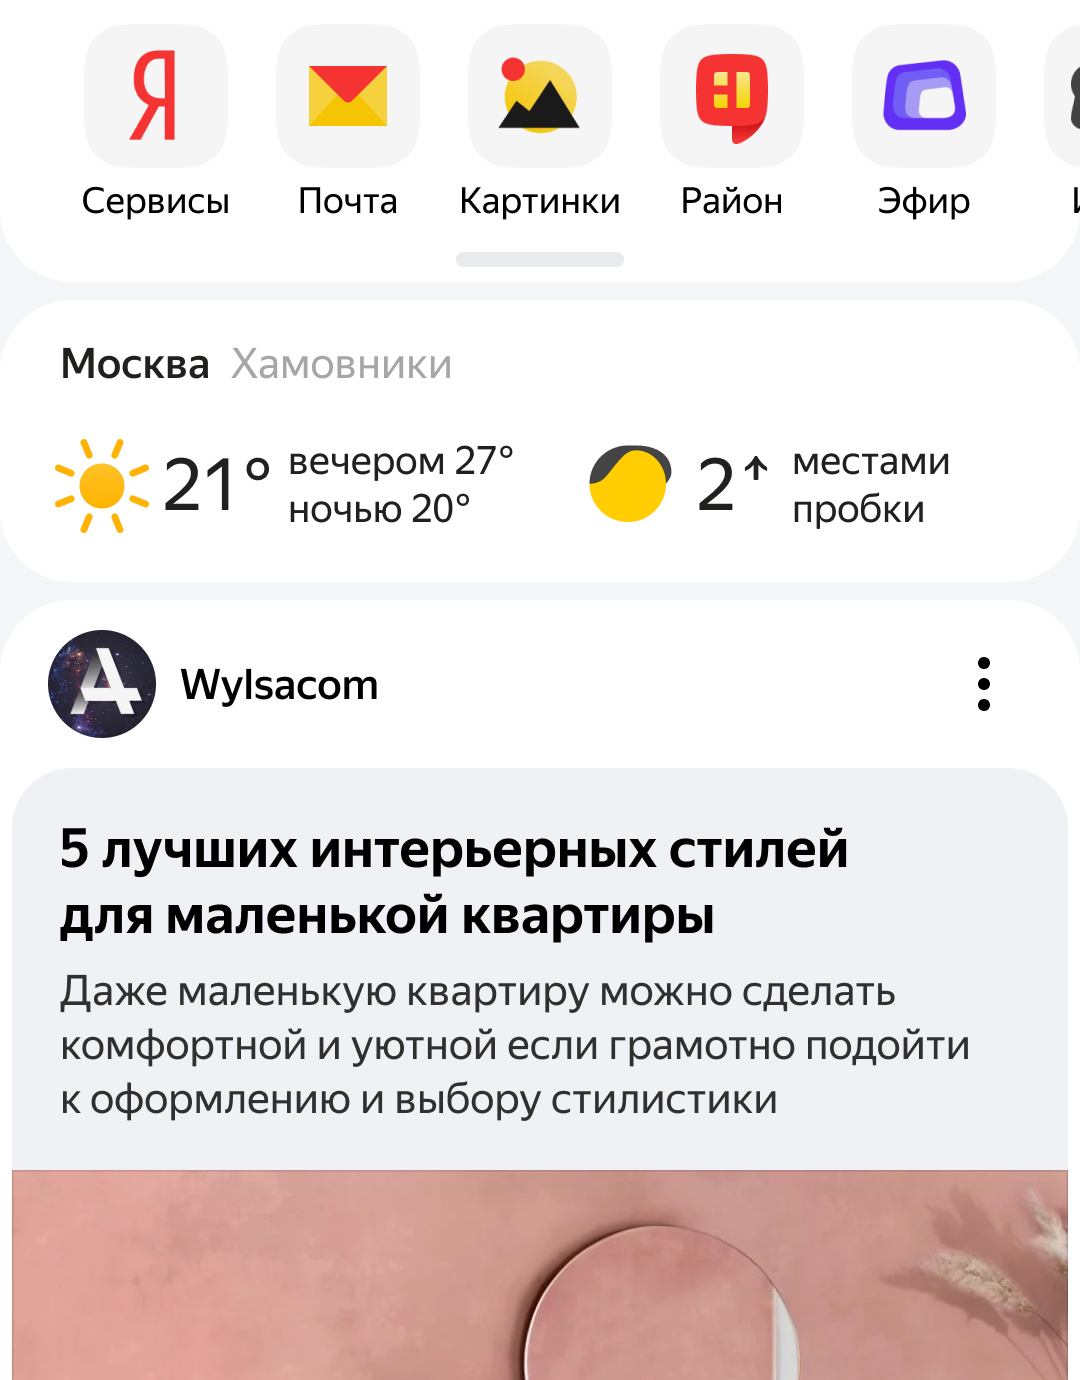 Сервисы Почта Картинки Район Эфир
Москва Хамовники
21° вечером 27°
ночью 20°
2↑ местами
пробки
Wylsacom
5 лучших интерьерных стилей
для маленькой квартиры
Даже маленькую квартиру можно сделать
комфортной и уютной если грамотно подойти
к оформлению и выбору стилистики